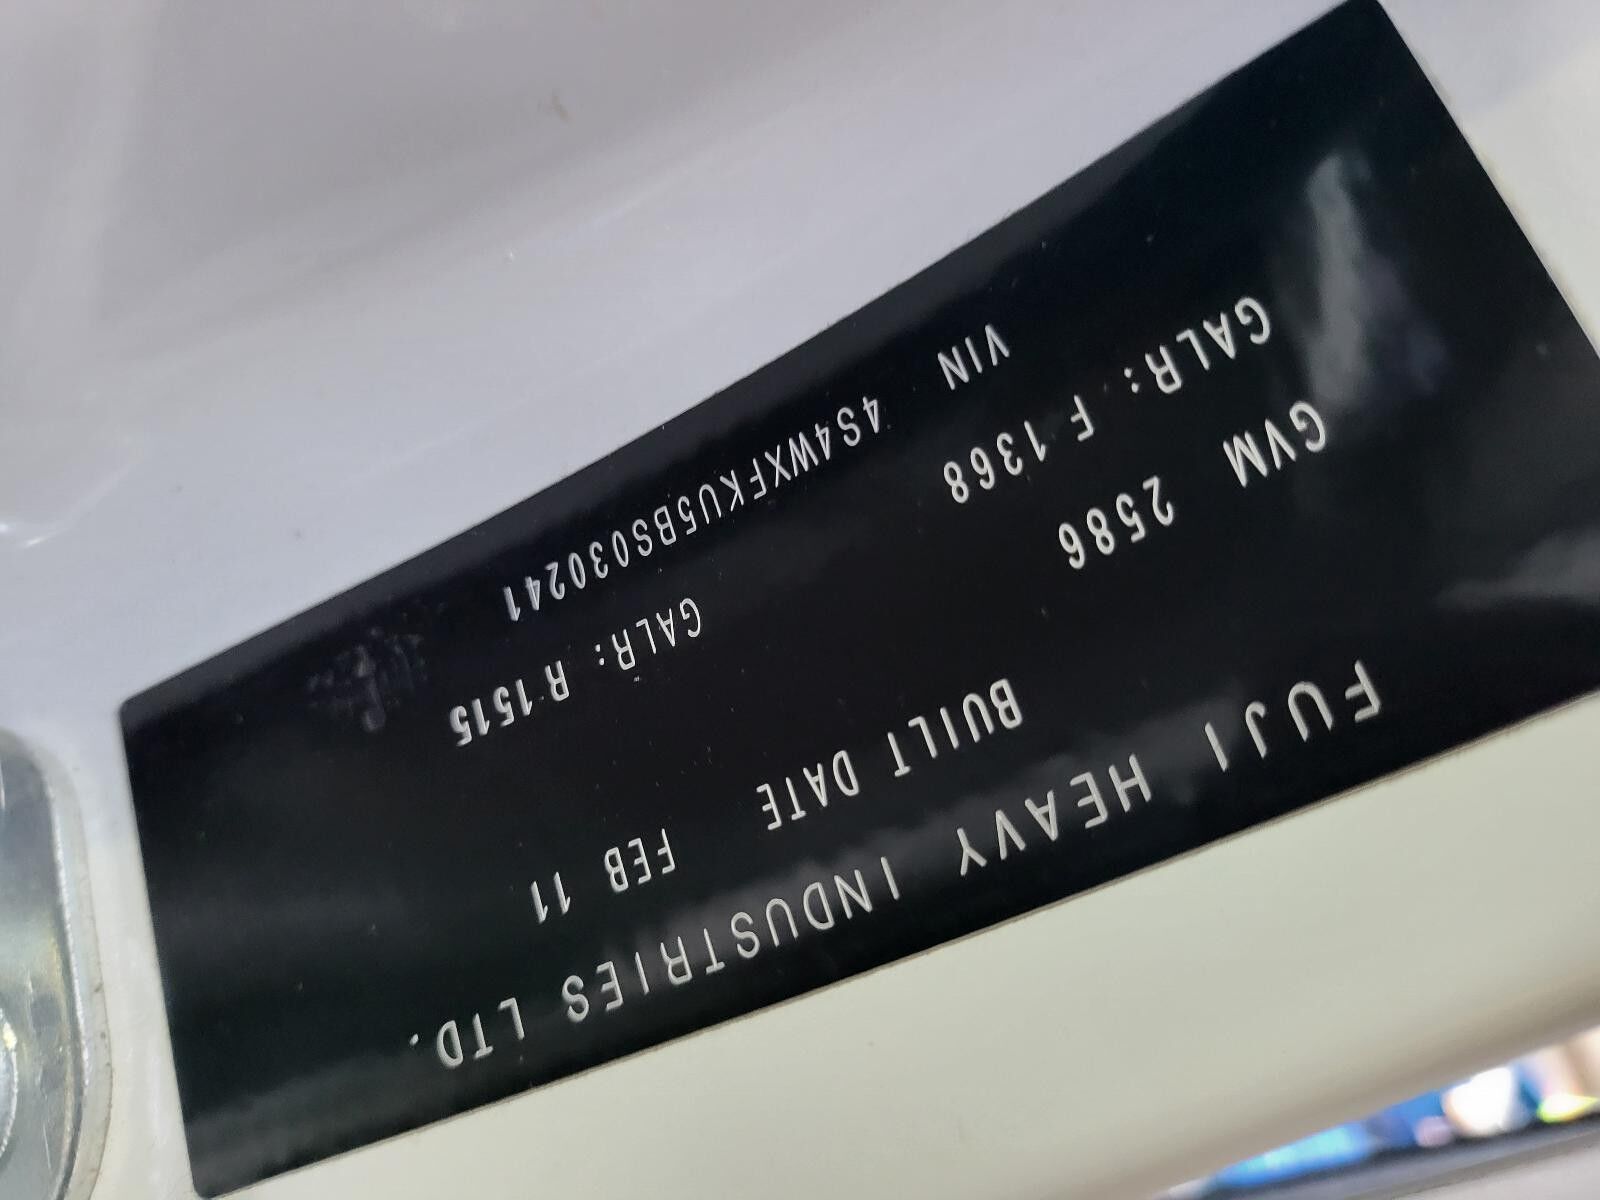 FUJI HEAVY INDUSTRIES LTD.
BUILT DATE FEB 11
GVM 2586
GALR: F 1368 GALR: R 1515
VIN 4S4WXFKU5BS030241